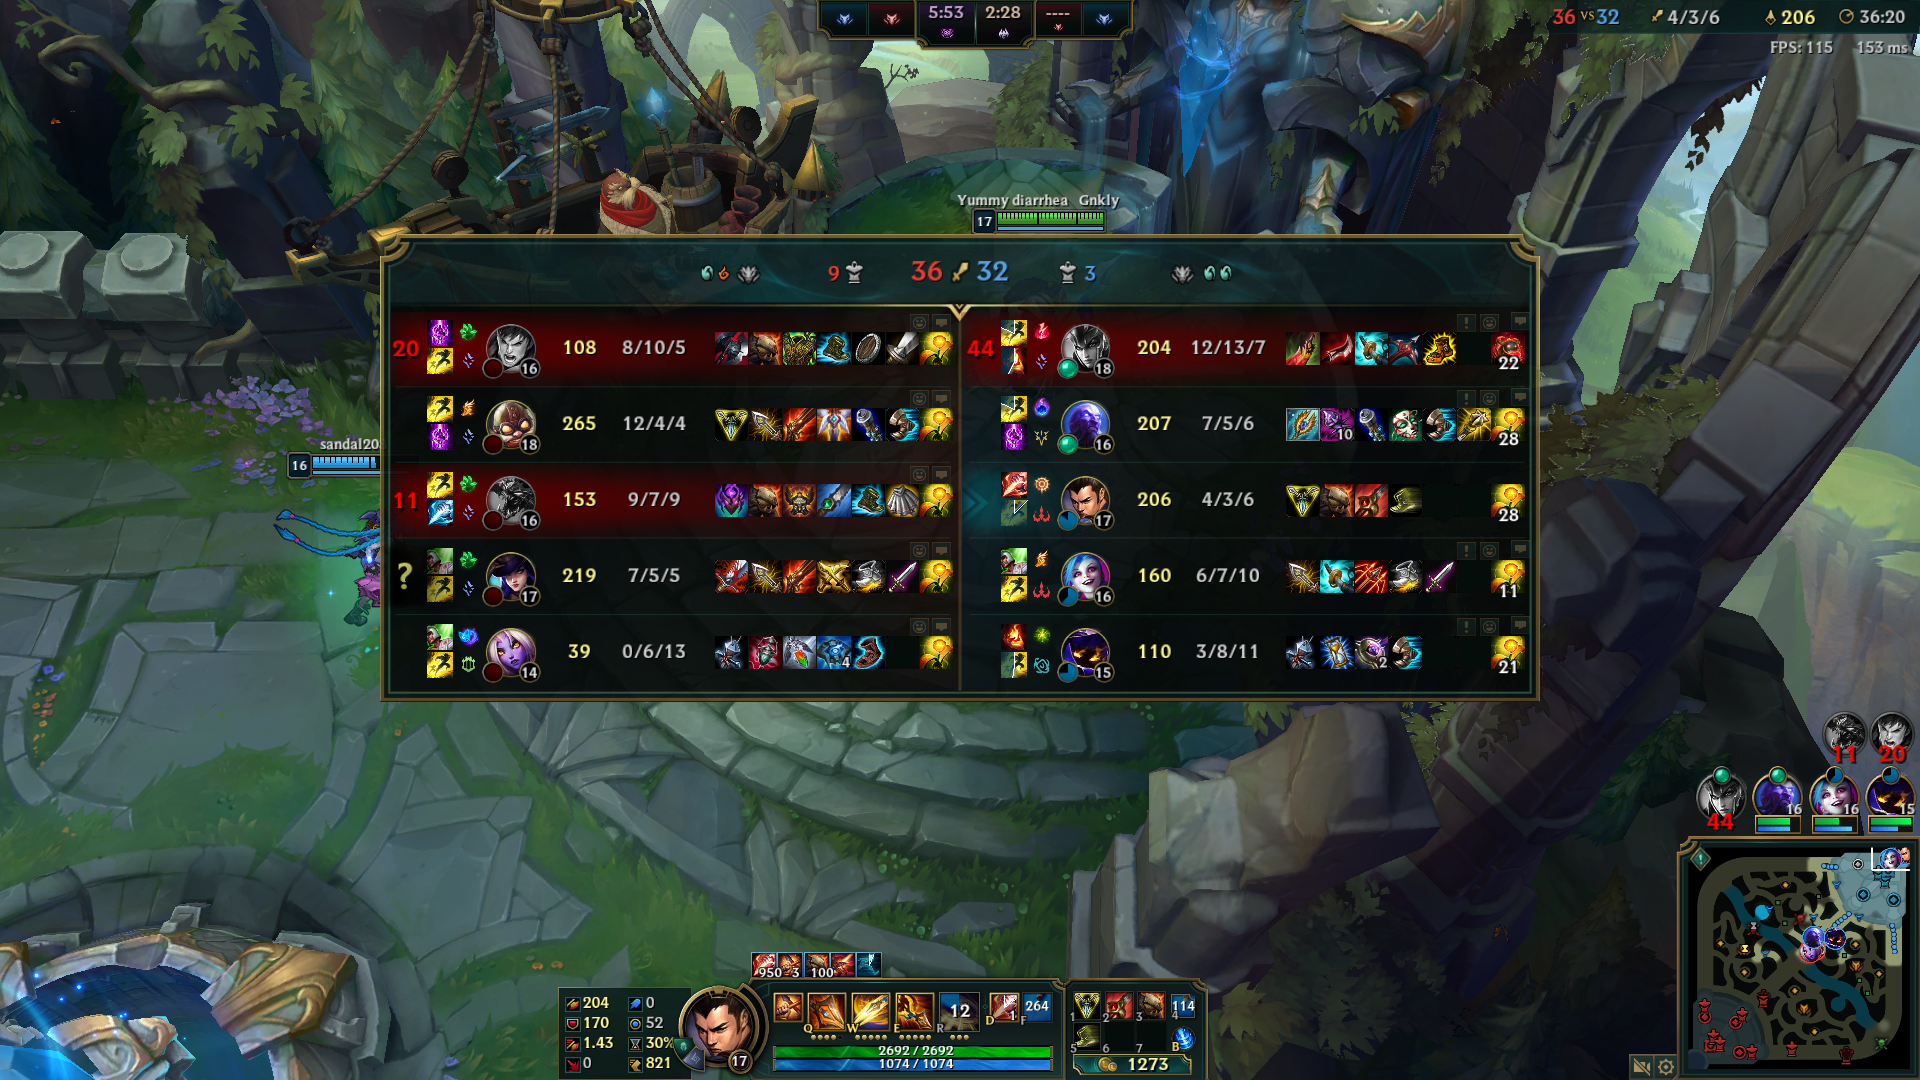 5:53 2:28 ----
36 vs 32 4/3/6 206 36:20
FPS: 115 153 ms
Yummy diarrhea Gnkly
17
sandal20
16
9 36 32 3
20 16 108 8/10/5
44 18 204 12/13/7 22
18 265 12/4/4
16 207 7/5/6 10 28
11 16 153 9/7/9
17 206 4/3/6 28
? 17 219 7/5/5
16 160 6/7/10 11
14 39 0/6/13 4
15 110 3/8/11 2 21
11 20
44 16 16 15
950 3 100
204 0
170 52
1.43 30%
0 821
17
Q W E R 12 D 1 F 264
2692 / 2692
1074 / 1074
1 2 3 4 114
5 6 7 B
1273